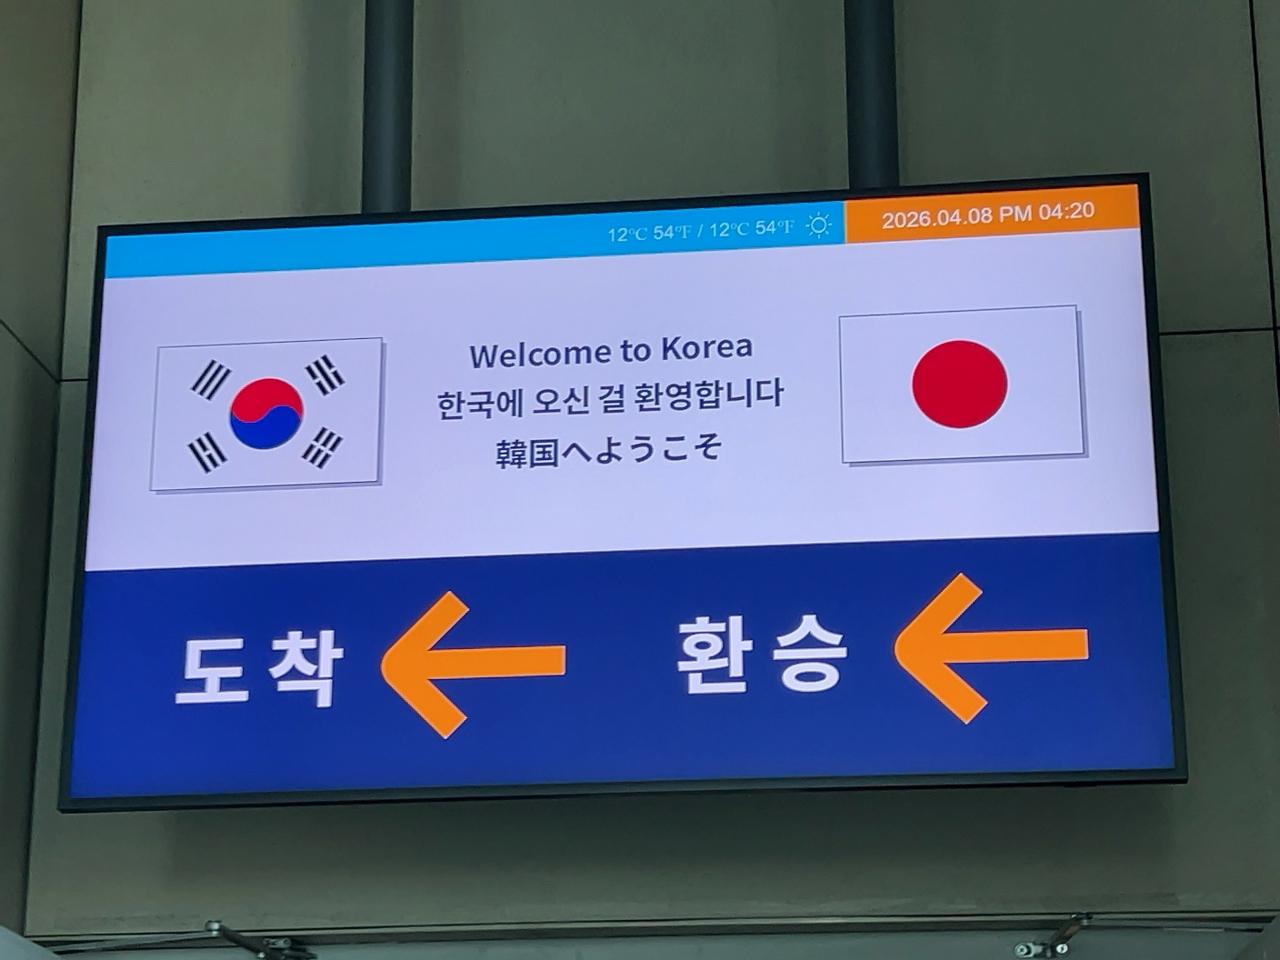 12℃ 54℉ / 12℃ 54℉
2026.04.08 PM 04:20
Welcome to Korea
한국에 오신 걸 환영합니다
韓国へようこそ
도착
환승